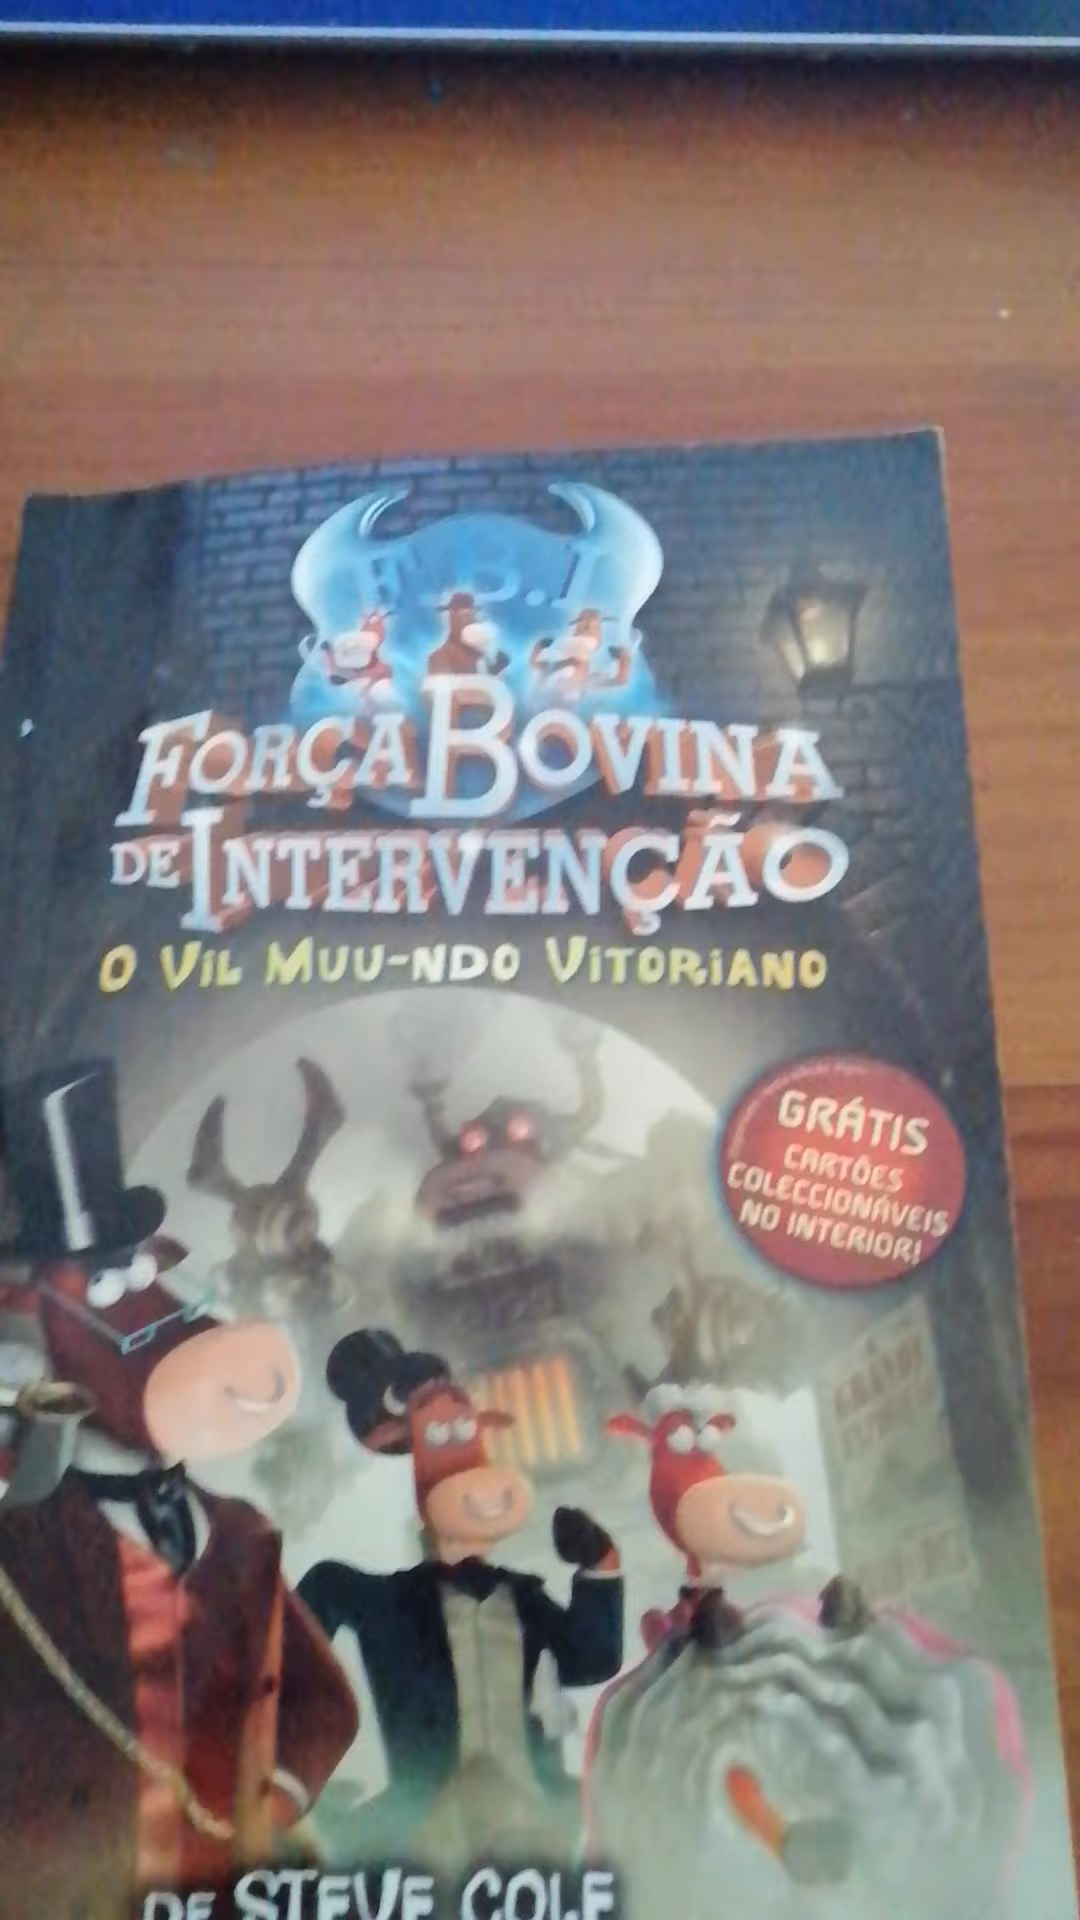 F.B.I
FORÇA BOVINA
DE INTERVENÇÃO
O VIL MUU-NDO VITORIANO
GRÁTIS
CARTÕES
COLECCIONÁVEIS
NO INTERIOR!
DE STEVE COLE